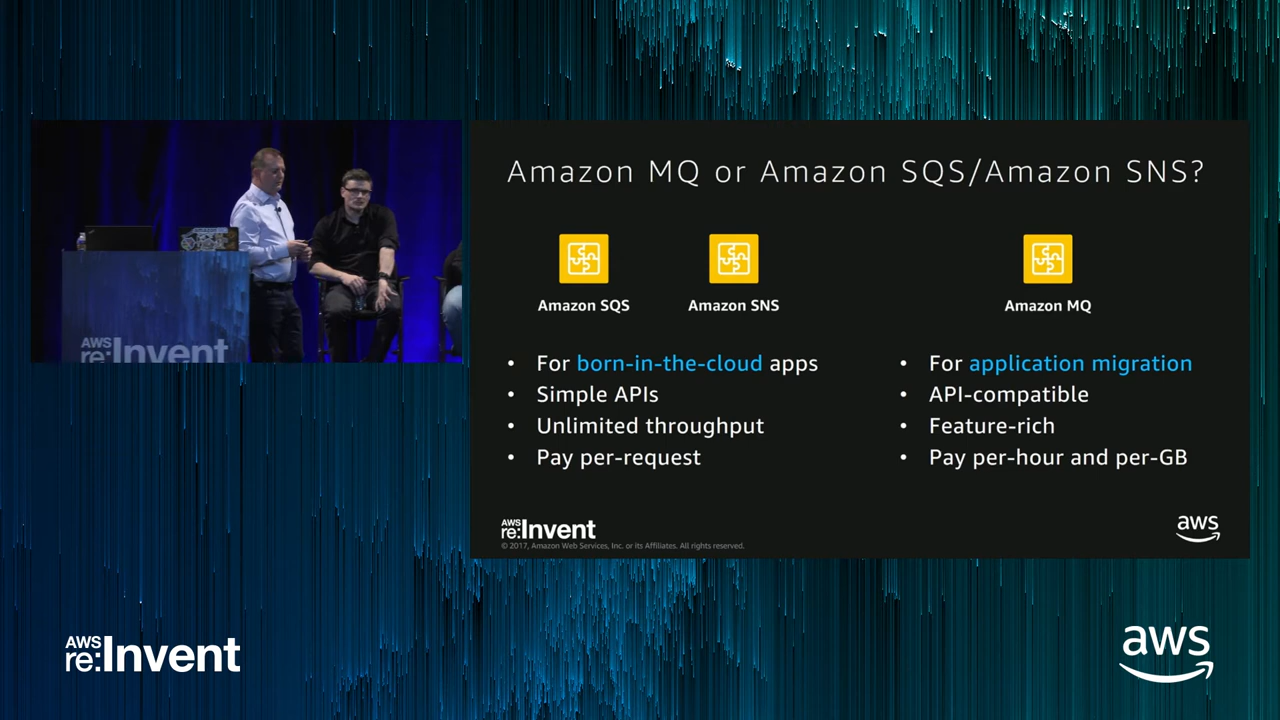 Amazon MQ or Amazon SQS/Amazon SNS?
Amazon SQS
Amazon SNS
Amazon MQ
• For born-in-the-cloud apps
• Simple APIs
• Unlimited throughput
• Pay per-request
• For application migration
• API-compatible
• Feature-rich
• Pay per-hour and per-GB
AWS
re:Invent
© 2017, Amazon Web Services, Inc. or its Affiliates. All rights reserved.
aws
AWS
re:Invent
AWS
re:Invent
aws